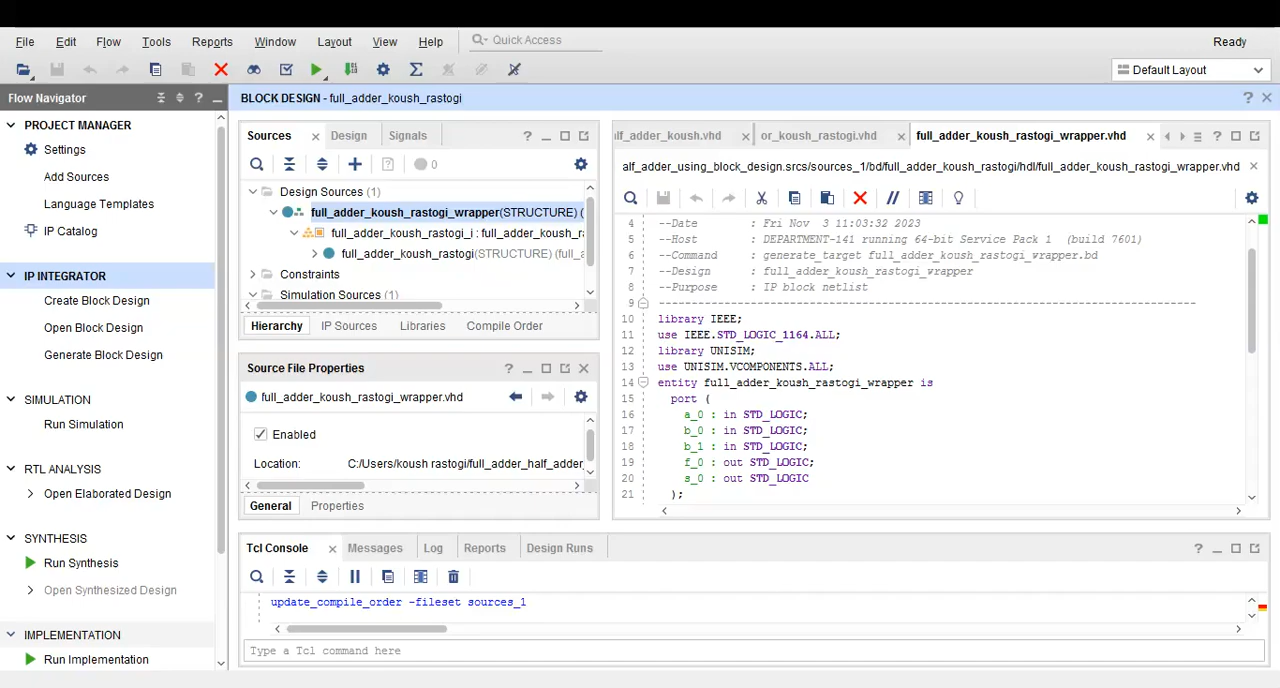 File Edit Flow Tools Reports Window Layout View Help Quick Access Ready
Default Layout
Flow Navigator
PROJECT MANAGER
Settings
Add Sources
Language Templates
IP Catalog
IP INTEGRATOR
Create Block Design
Open Block Design
Generate Block Design
SIMULATION
Run Simulation
RTL ANALYSIS
Open Elaborated Design
SYNTHESIS
Run Synthesis
Open Synthesized Design
IMPLEMENTATION
Run Implementation
BLOCK DESIGN - full_adder_koush_rastogi
Sources Design Signals
0
Design Sources (1)
full_adder_koush_rastogi_wrapper(STRUCTURE) (
full_adder_koush_rastogi_i : full_adder_koush_r
full_adder_koush_rastogi(STRUCTURE) (full_a
Constraints
Simulation Sources (1)
Hierarchy IP Sources Libraries Compile Order
Source File Properties
full_adder_koush_rastogi_wrapper.vhd
Enabled
Location: C:/Users/koush rastogi/full_adder_half_adder_
General Properties
alf_adder_koush.vhd or_koush_rastogi.vhd full_adder_koush_rastogi_wrapper.vhd
alf_adder_using_block_design.srcs/sources_1/bd/full_adder_koush_rastogi/hdl/full_adder_koush_rastogi_wrapper.vhd
4 --Date : Fri Nov 3 11:03:32 2023
5 --Host : DEPARTMENT-141 running 64-bit Service Pack 1 (build 7601)
6 --Command : generate_target full_adder_koush_rastogi_wrapper.bd
7 --Design : full_adder_koush_rastogi_wrapper
8 --Purpose : IP block netlist
9 ----------------------------------------------------------------------------------
10 library IEEE;
11 use IEEE.STD_LOGIC_1164.ALL;
12 library UNISIM;
13 use UNISIM.VCOMPONENTS.ALL;
14 entity full_adder_koush_rastogi_wrapper is
15 port (
16 a_0 : in STD_LOGIC;
17 b_0 : in STD_LOGIC;
18 b_1 : in STD_LOGIC;
19 f_0 : out STD_LOGIC;
20 s_0 : out STD_LOGIC
21 );
Tcl Console Messages Log Reports Design Runs
update_compile_order -fileset sources_1
Type a Tcl command here